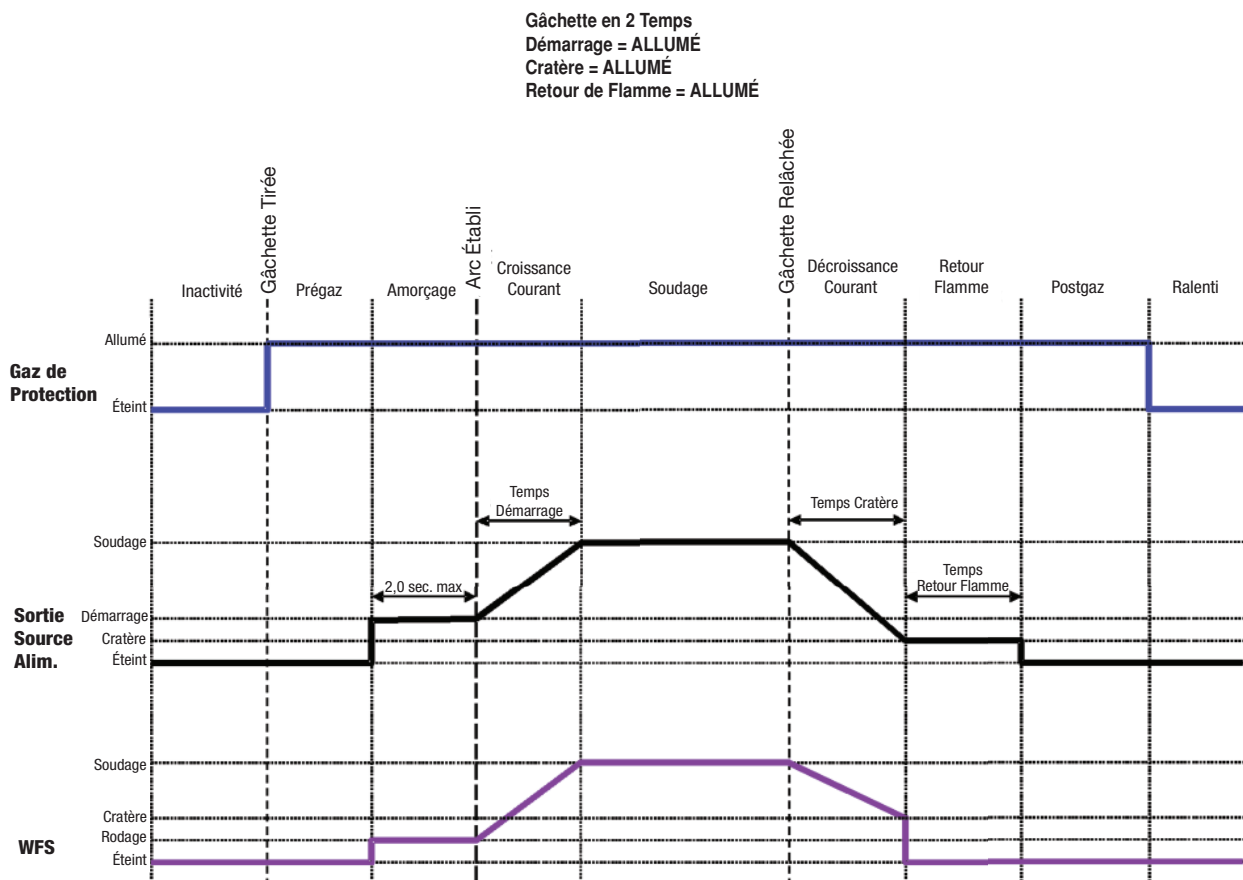 Gâchette en 2 Temps
Démarrage = ALLUMÉ
Cratère = ALLUMÉ
Retour de Flamme = ALLUMÉ
Inactivité
Gâchette Tirée
Prégaz
Amorçage
Arc Établi
Croissance
Courant
Soudage
Gâchette Relâchée
Décroissance
Courant
Retour
Flamme
Postgaz
Ralenti
Gaz de
Protection
Allumé
Éteint
Temps
Démarrage
Temps Cratère
Soudage
2,0 sec. max
Temps
Retour Flamme
Sortie
Source
Alim.
Démarrage
Cratère
Éteint
Soudage
Cratère
Rodage
WFS
Éteint